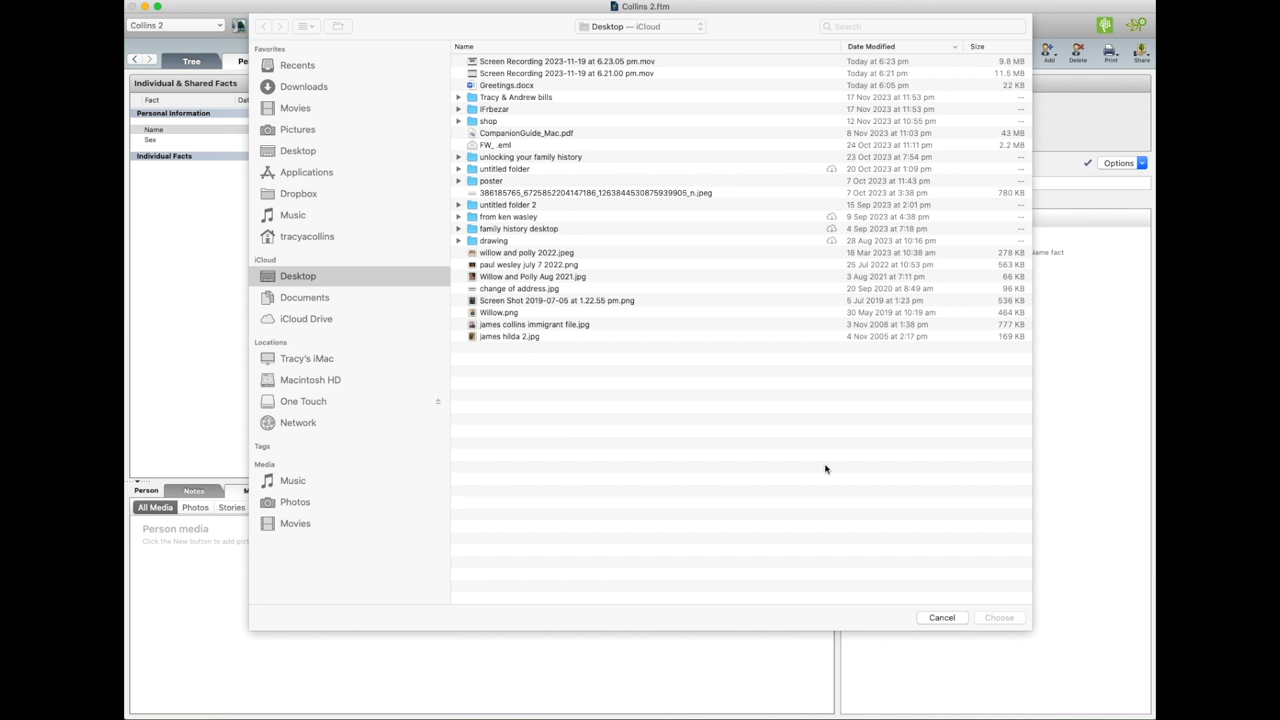 Collins 2.ftm
Collins 2
Tree
Pe
Add
Delete
Print
Share
Individual & Shared Facts
Fact
Dat
Personal Information
Name
Sex
Individual Facts
Options
Name fact
Person
Notes
M
All Media
Photos
Stories
Person media
Click the New button to add pict
Desktop — iCloud
Search
Favorites
Recents
Downloads
Movies
Pictures
Desktop
Applications
Dropbox
Music
tracyacollins
iCloud
Desktop
Documents
iCloud Drive
Locations
Tracy's iMac
Macintosh HD
One Touch
Network
Tags
Media
Music
Photos
Movies
Name Date Modified Size
Screen Recording 2023-11-19 at 6.23.05 pm.mov Today at 6:23 pm 9.8 MB
Screen Recording 2023-11-19 at 6.21.00 pm.mov Today at 6:21 pm 11.5 MB
Greetings.docx Today at 6:05 pm 22 KB
Tracy & Andrew bills 17 Nov 2023 at 11:53 pm --
IFrbezar 17 Nov 2023 at 11:53 pm --
shop 12 Nov 2023 at 10:55 pm --
CompanionGuide_Mac.pdf 8 Nov 2023 at 11:03 pm 43 MB
FW_ .eml 24 Oct 2023 at 11:11 pm 2.2 MB
unlocking your family history 23 Oct 2023 at 7:54 pm --
untitled folder 20 Oct 2023 at 1:09 pm --
poster 7 Oct 2023 at 11:43 pm --
386185765_6725852204147186_1263844530875939905_n.jpeg 7 Oct 2023 at 3:38 pm 780 KB
untitled folder 2 15 Sep 2023 at 2:01 pm --
from ken wasley 9 Sep 2023 at 4:38 pm --
family history desktop 4 Sep 2023 at 7:18 pm --
drawing 28 Aug 2023 at 10:16 pm --
willow and polly 2022.jpeg 18 Mar 2023 at 10:38 am 278 KB
paul wesley july 7 2022.png 25 Jul 2022 at 10:53 pm 563 KB
Willow and Polly Aug 2021.jpg 3 Aug 2021 at 7:11 pm 66 KB
change of address.jpg 20 Sep 2020 at 8:49 am 96 KB
Screen Shot 2019-07-05 at 1.22.55 pm.png 5 Jul 2019 at 1:23 pm 536 KB
Willow.png 30 May 2019 at 10:19 am 464 KB
james collins immigrant file.jpg 3 Nov 2008 at 1:38 pm 777 KB
james hilda 2.jpg 4 Nov 2005 at 2:17 pm 169 KB
Cancel
Choose